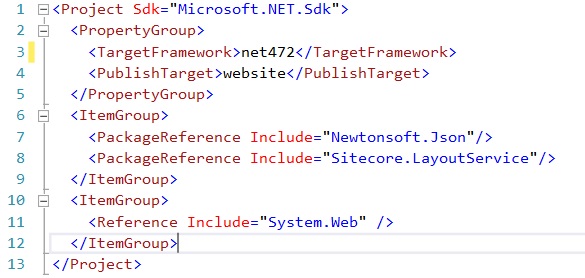 1 <Project Sdk="Microsoft.NET.Sdk">
2 <PropertyGroup>
3 <TargetFramework>net472</TargetFramework>
4 <PublishTarget>website</PublishTarget>
5 </PropertyGroup>
6 <ItemGroup>
7 <PackageReference Include="Newtonsoft.Json"/>
8 <PackageReference Include="Sitecore.LayoutService"/>
9 </ItemGroup>
10 <ItemGroup>
11 <Reference Include="System.Web" />
12 </ItemGroup>
13 </Project>